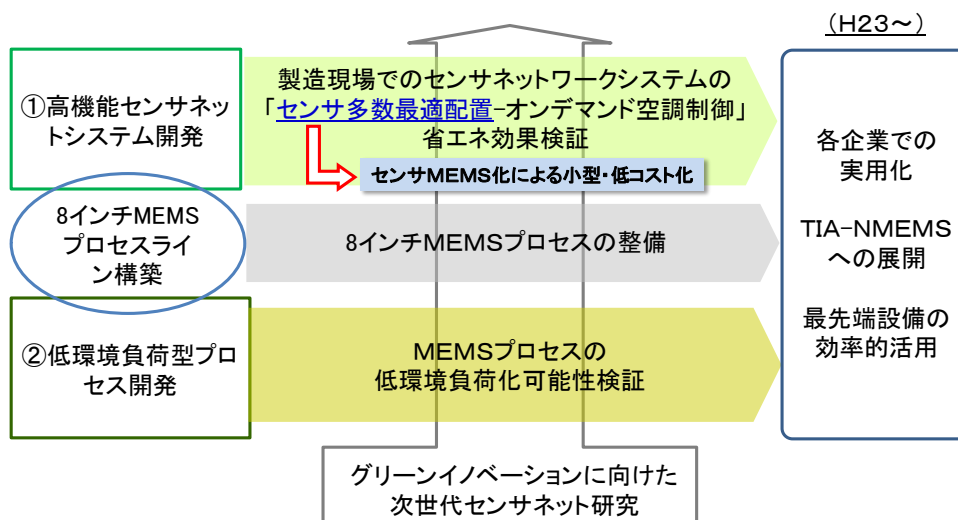 (H23～)
①高機能センサネッ
トシステム開発
製造現場でのセンサネットワークシステムの
「センサ多数最適配置-オンデマンド空調制御」
省エネ効果検証
センサMEMS化による小型・低コスト化
8インチMEMS
プロセスライ
ン構築
8インチMEMSプロセスの整備
②低環境負荷型プロ
セス開発
MEMSプロセスの
低環境負荷化可能性検証
各企業での
実用化
TIA-NMEMS
への展開
最先端設備の
効率的活用
グリーンイノベーションに向けた
次世代センサネット研究